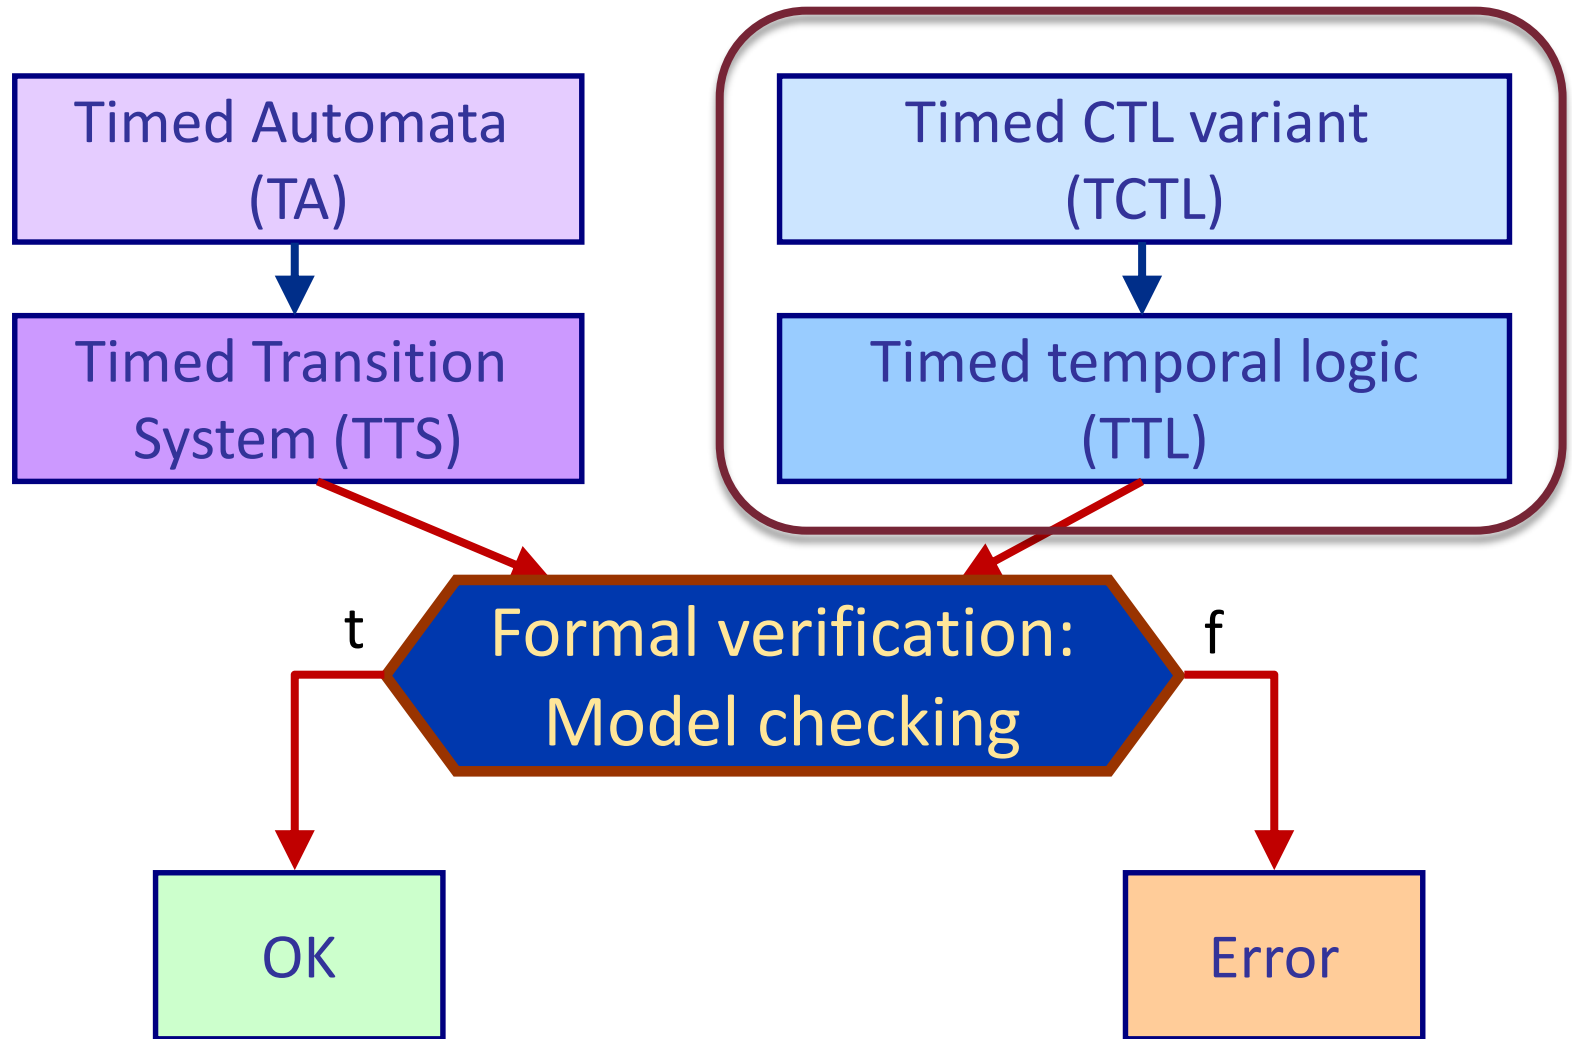 Timed Automata
(TA)
Timed CTL variant
(TCTL)
Timed Transition
System (TTS)
Timed temporal logic
(TTL)
t
Formal verification:
Model checking
f
OK
Error